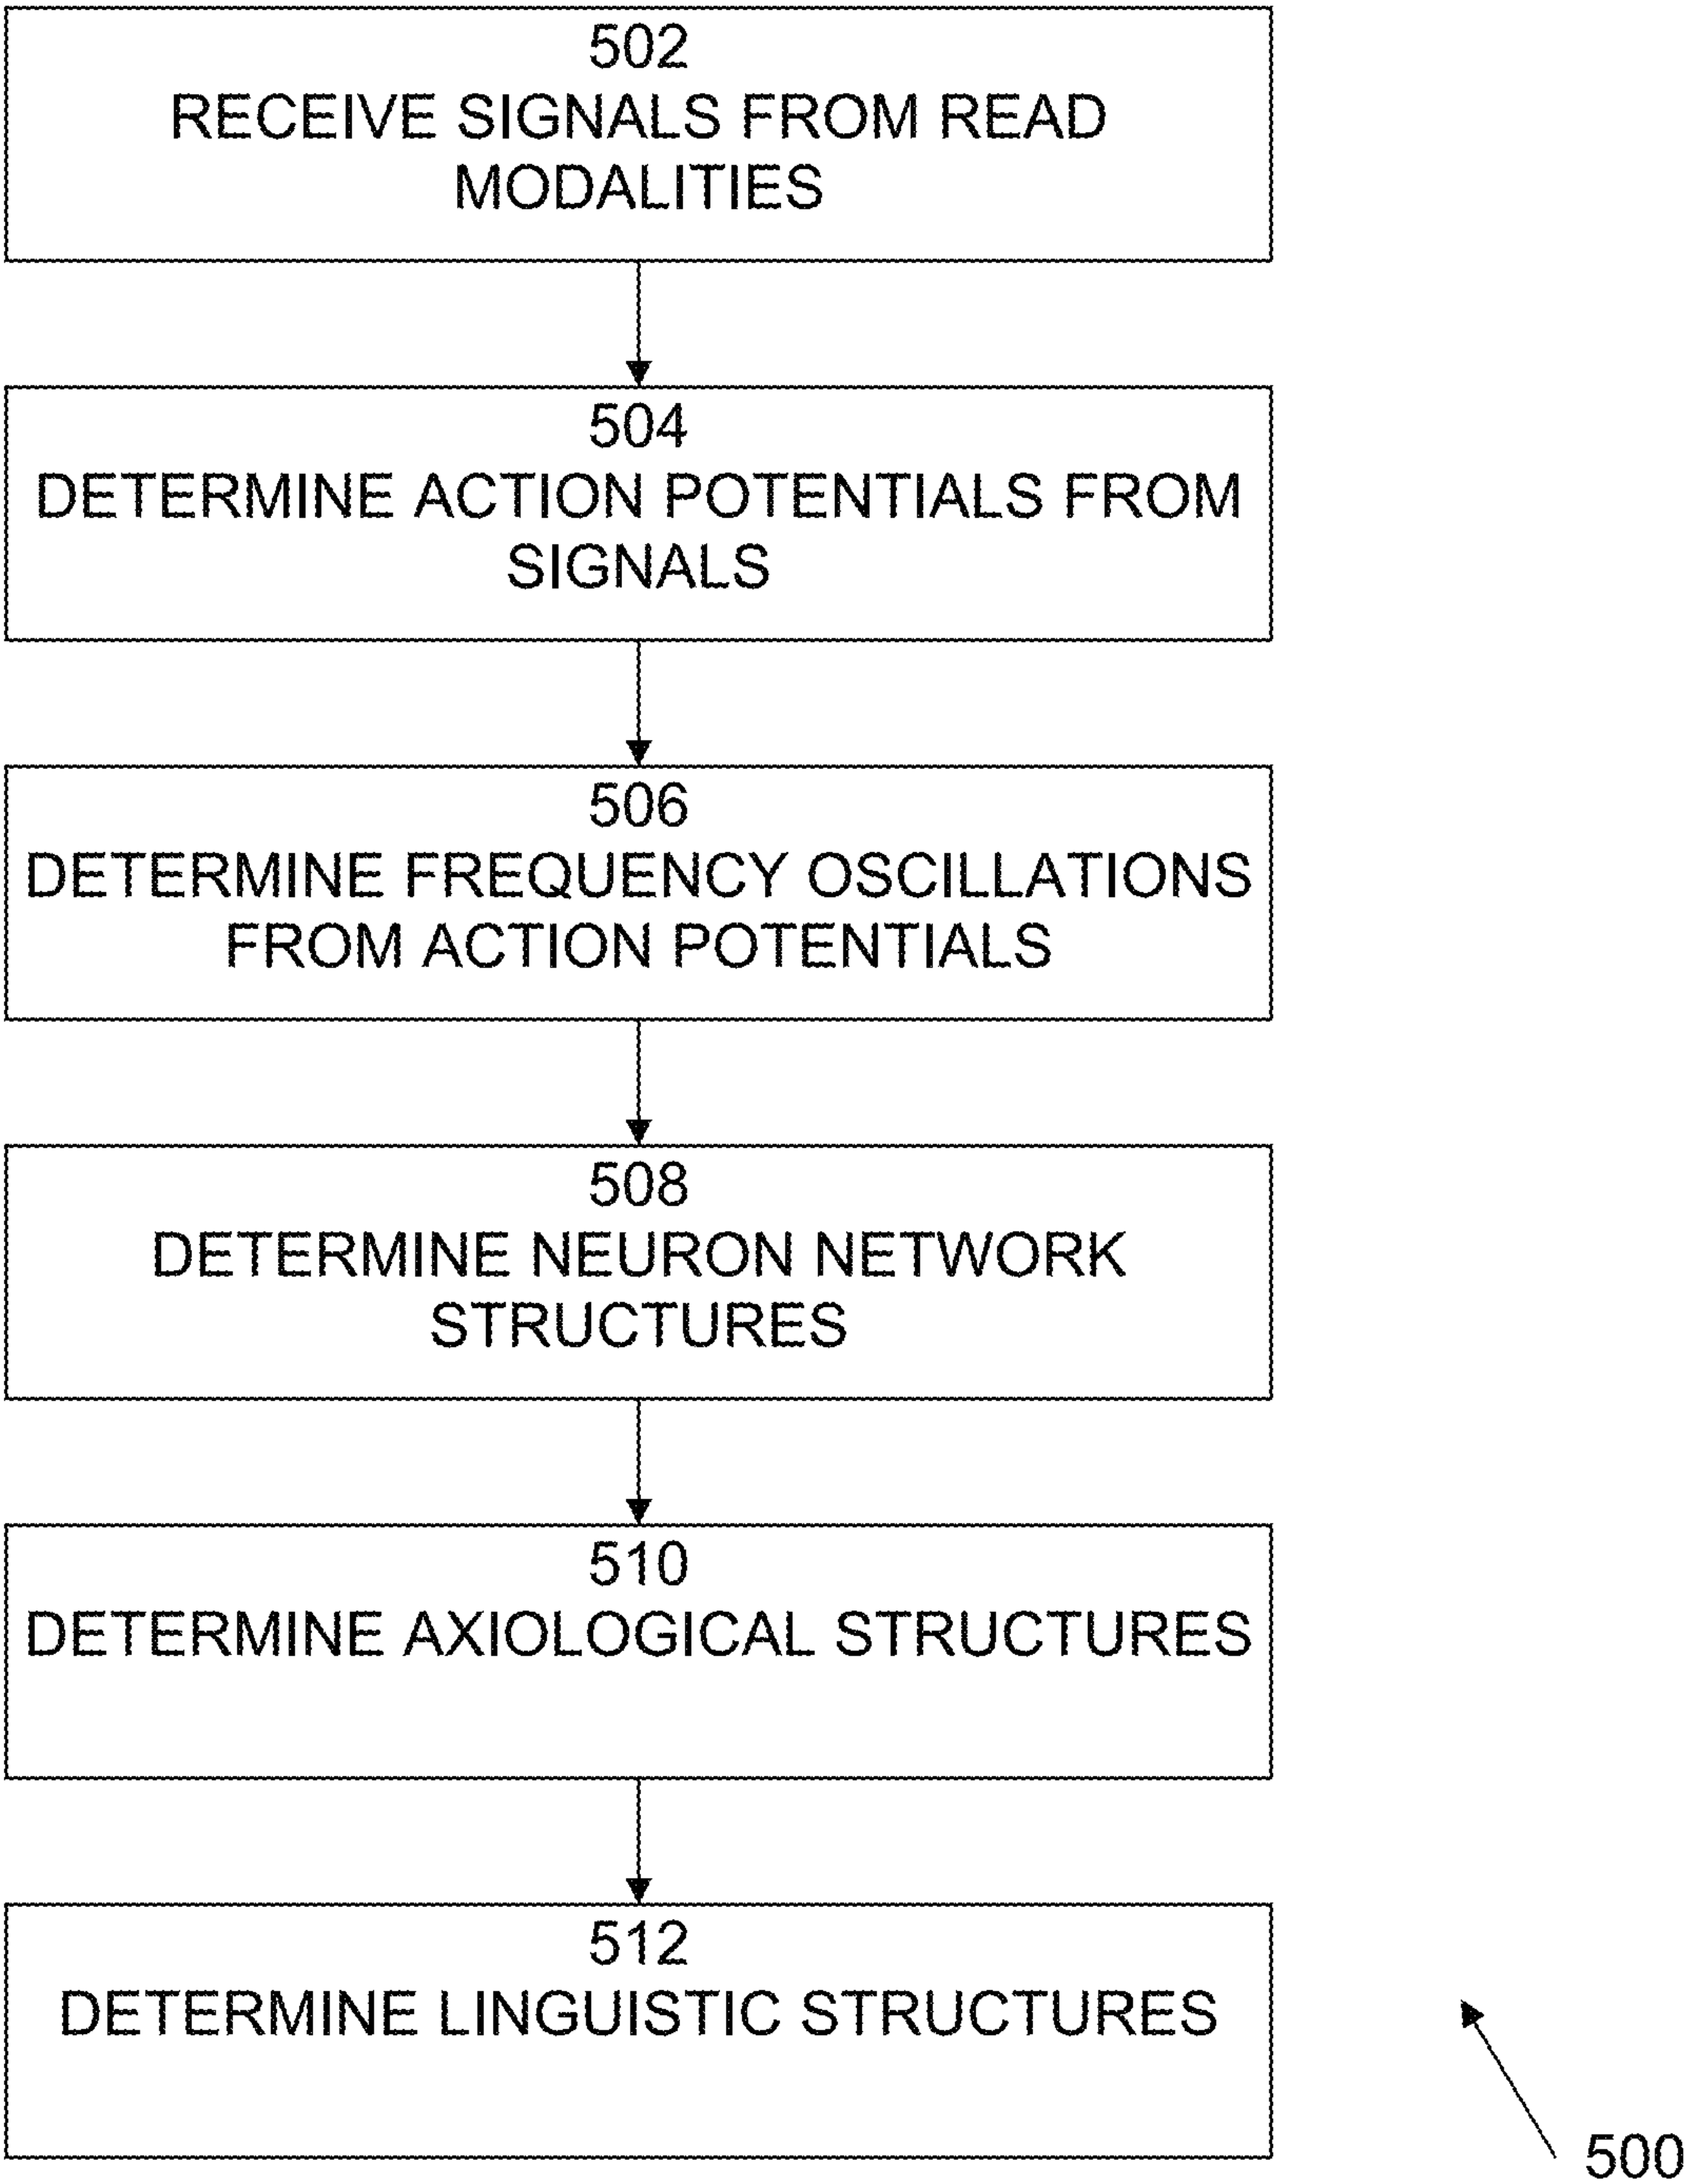 502
RECEIVE SIGNALS FROM READ
MODALITIES
504
DETERMINE ACTION POTENTIALS FROM
SIGNALS
506
DETERMINE FREQUENCY OSCILLATIONS
FROM ACTION POTENTIALS
508
DETERMINE NEURON NETWORK
STRUCTURES
510
DETERMINE AXIOLOGICAL STRUCTURES
512
DETERMINE LINGUISTIC STRUCTURES
500